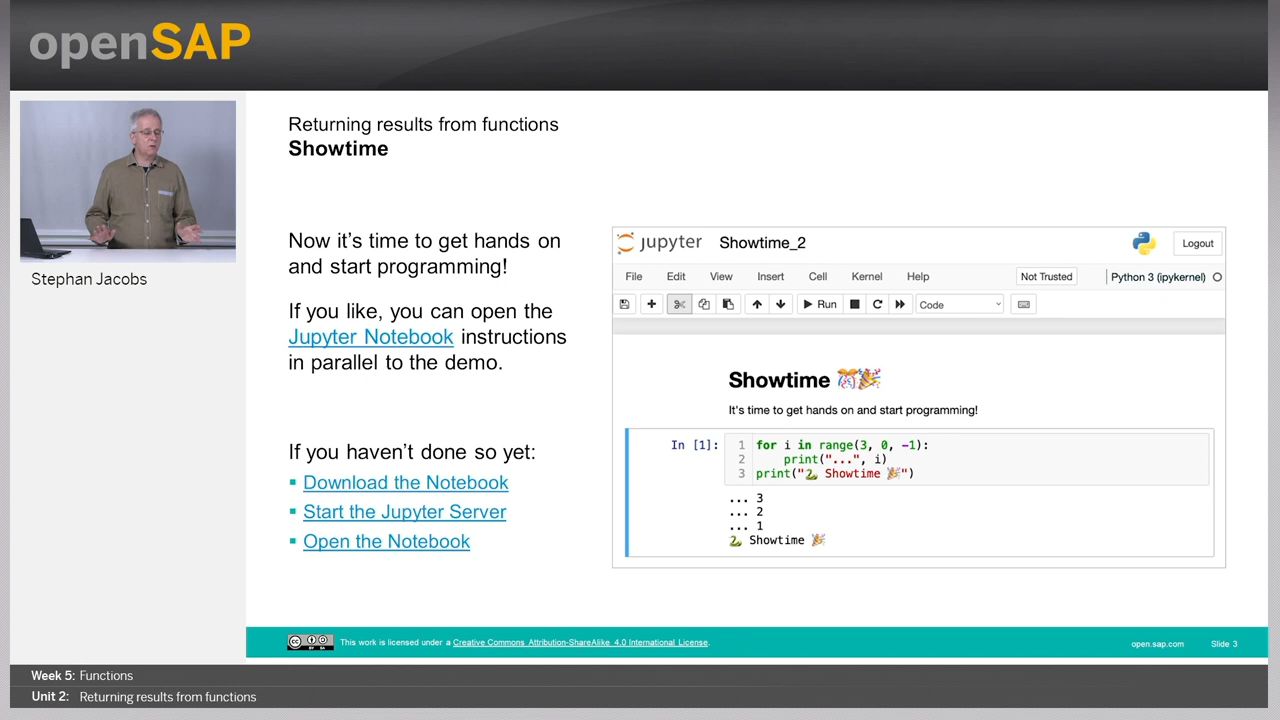 openSAP
Stephan Jacobs
Returning results from functions
Showtime
Now it's time to get hands on
and start programming!
If you like, you can open the
Jupyter Notebook instructions
in parallel to the demo.
If you haven't done so yet:
▪ Download the Notebook
▪ Start the Jupyter Server
▪ Open the Notebook
jupyter Showtime_2
Logout
File Edit View Insert Cell Kernel Help Not Trusted Python 3 (ipykernel)
Run Code
Showtime 🎊🎉
It's time to get hands on and start programming!
In [1]: 1 for i in range(3, 0, -1):
2 print("...", i)
3 print("🐍 Showtime 🎉")
... 3
... 2
... 1
🐍 Showtime 🎉
This work is licensed under a Creative Commons Attribution-ShareAlike 4.0 International License.
open.sap.com Slide 3
Week 5: Functions
Unit 2: Returning results from functions